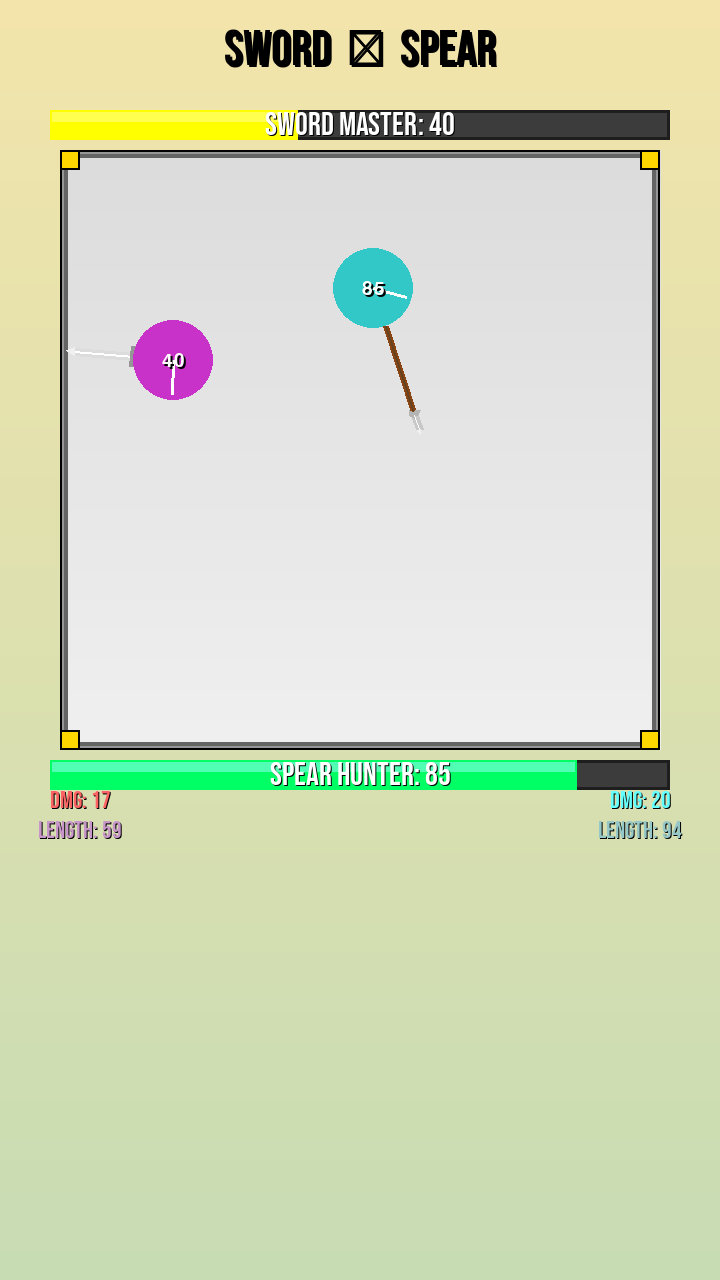 SWORD ⚔ SPEAR
SWORD MASTER: 40
85
40
SPEAR HUNTER: 85
DMG: 17
DMG: 20
LENGTH: 59
LENGTH: 94